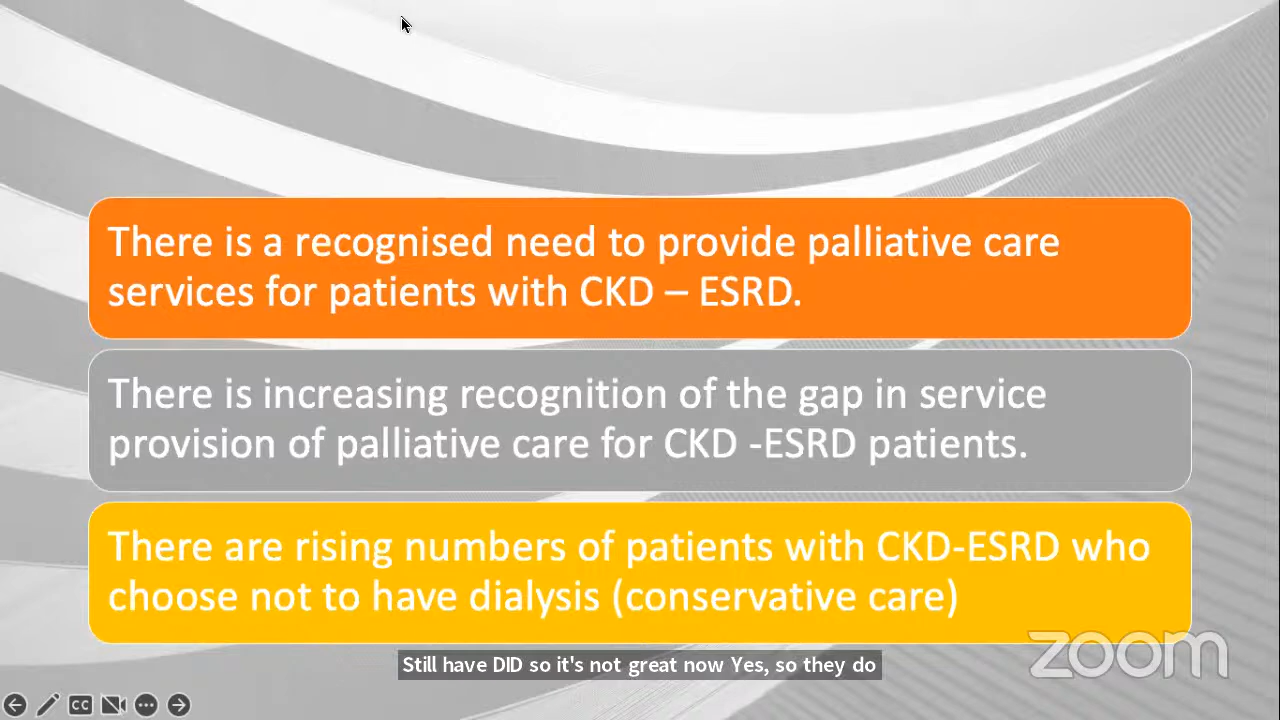 There is a recognised need to provide palliative care
services for patients with CKD – ESRD.
There is increasing recognition of the gap in service
provision of palliative care for CKD -ESRD patients.
There are rising numbers of patients with CKD-ESRD who
choose not to have dialysis (conservative care)
zoom
Still have DID so it's not great now Yes, so they do
CC